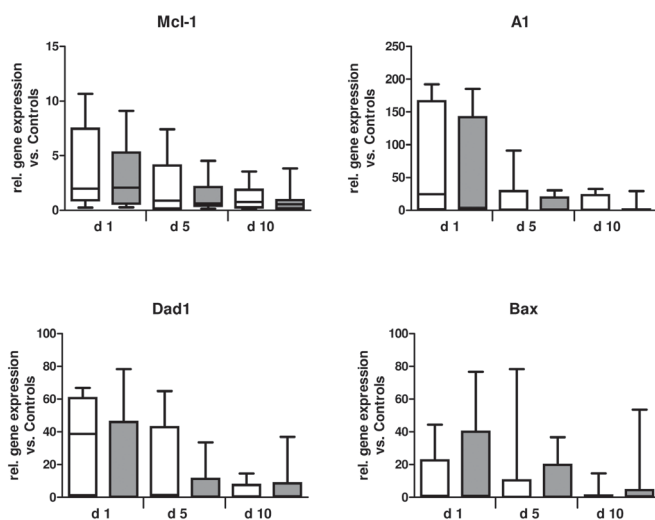 Mcl-1
rel. gene expression
vs. Controls
15
10
5
0
d 1
d 5
d 10
A1
rel. gene expression
vs. Controls
250
200
150
100
50
0
d 1
d 5
d 10
Dad1
rel. gene expression
vs. Controls
100
80
60
40
20
0
d 1
d 5
d 10
Bax
rel. gene expression
vs. Controls
100
80
60
40
20
0
d 1
d 5
d 10